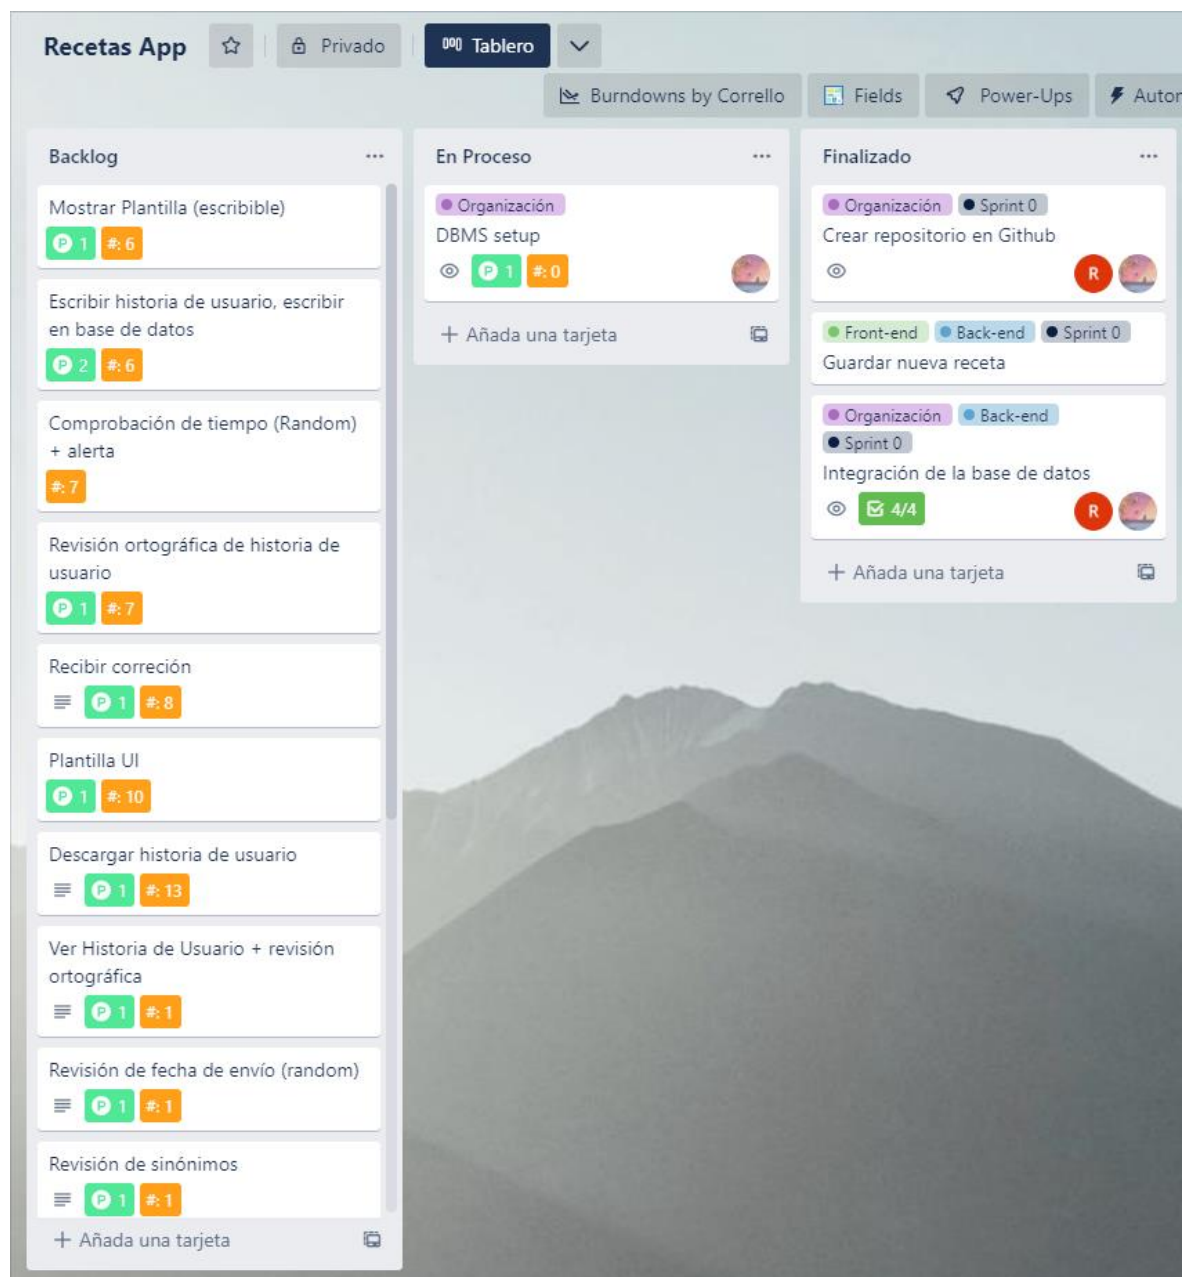 Recetas App
Privado
Tablero
Burndowns by Corrello
Fields
Power-Ups
Backlog
Mostrar Plantilla (escribible)
P 1 #: 6
Escribir historia de usuario, escribir
en base de datos
P 2 #: 6
Comprobación de tiempo (Random)
+ alerta
#: 7
Revisión ortográfica de historia de
usuario
P 1 #: 7
Recibir correción
P 1 #: 8
Plantilla UI
P 1 #: 10
Descargar historia de usuario
P 1 #: 13
Ver Historia de Usuario + revisión
ortográfica
P 1 #: 1
Revisión de fecha de envío (random)
P 1 #: 1
Revisión de sinónimos
P 1 #: 1
+ Añada una tarjeta
En Proceso
Organización
DBMS setup
P 1 #: 0
+ Añada una tarjeta
Finalizado
Organización Sprint 0
Crear repositorio en Github
R
Front-end Back-end Sprint 0
Guardar nueva receta
Organización Back-end
Sprint 0
Integración de la base de datos
4/4 R
+ Añada una tarjeta